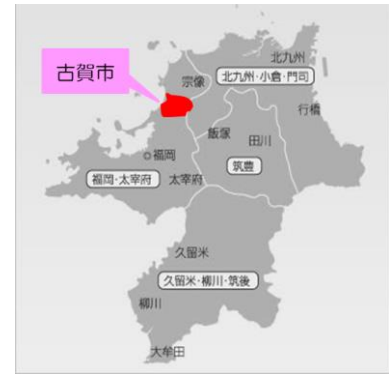 北九州
古賀市
宗像
北九州・小倉・門司
行橋
飯塚
田川
福岡
筑豊
福岡・太宰府
太宰府
久留米
久留米・柳川・筑後
柳川
大牟田